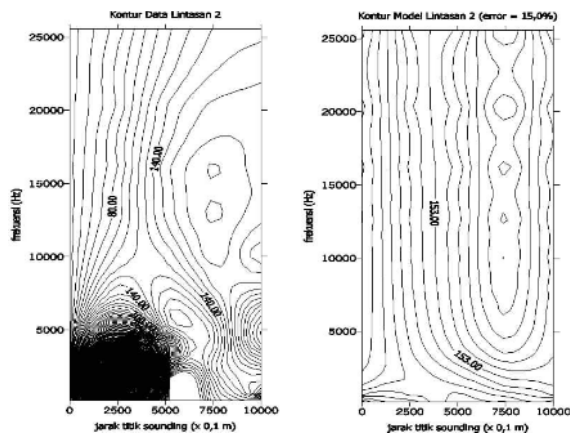 Kontur Data Lintasan 2
25000
20000
15000
10000
5000
frekuensi (Hz)
140.00
80.00
140.00
140.00
0 2500 5000 7500 10000
jarak titik sounding (x 0,1 m)
Kontur Model Lintasan 2 (error = 15,0%)
25000
20000
15000
10000
5000
frekuensi (Hz)
153.00
153.00
0 2500 5000 7500 10000
jarak titik sounding (x 0,1 m)